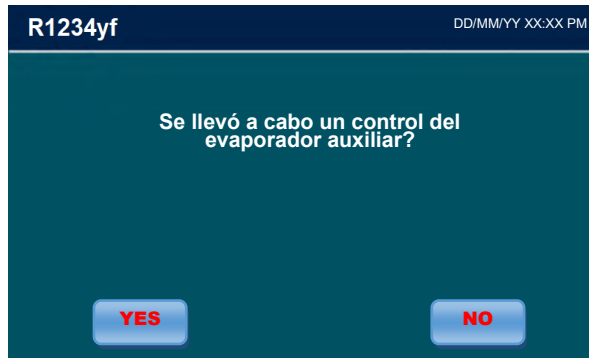 R1234yf
DD/MM/YY XX:XX PM
Se llevó a cabo un control del
evaporador auxiliar?
YES
NO